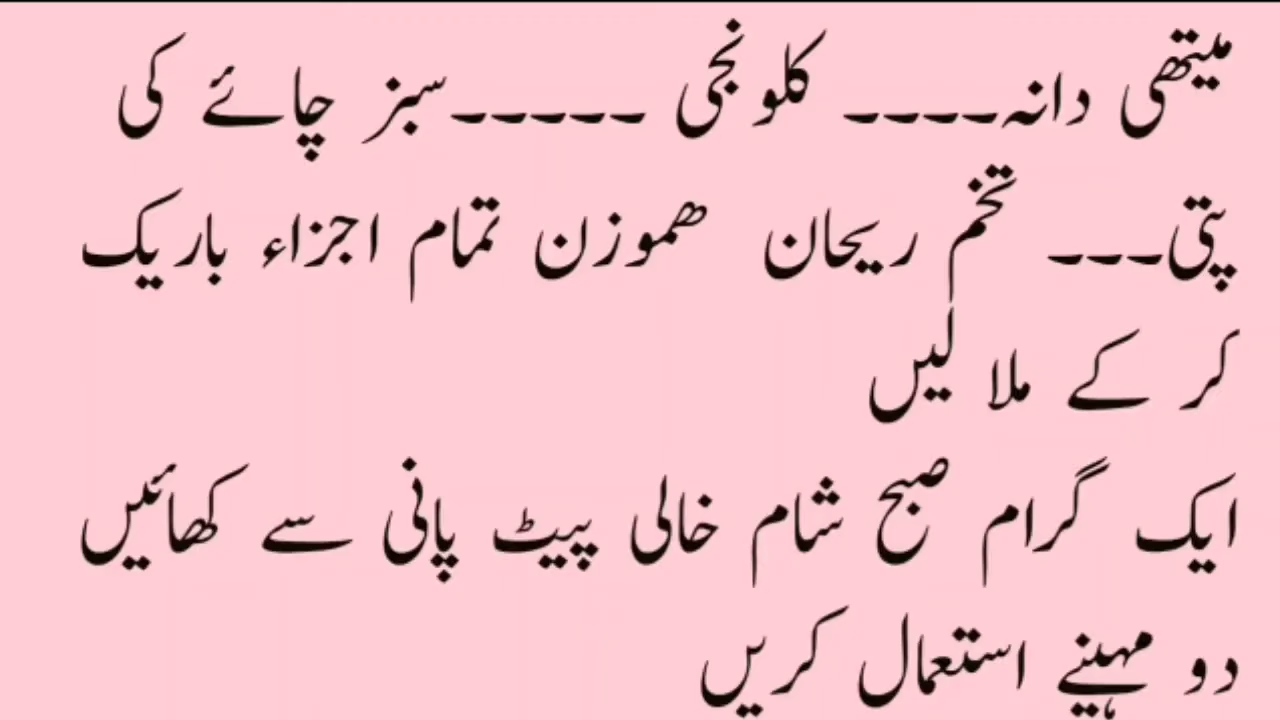 میتھی دانہ۔۔۔۔ کلونجی ۔۔۔۔۔سبز چائے کی
پتی۔۔۔ تخم ریحان ھموزن تمام اجزاء باریک
کر کے ملا لیں
ایک گرام صبح شام خالی پیٹ پانی سے کھائیں
دو مہینے استعمال کریں